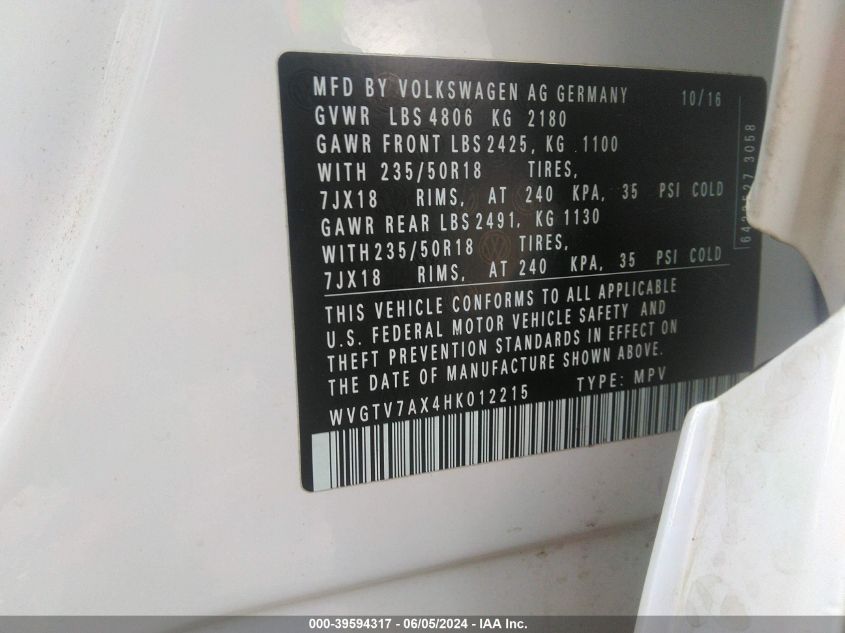 MFD BY VOLKSWAGEN AG GERMANY 10/16
GVWR LBS 4806 KG 2180
GAWR FRONT LBS 2425, KG 1100
WITH 235/50R18 TIRES,
7JX18 RIMS, AT 240 KPA, 35 PSI COLD
GAWR REAR LBS 2491, KG 1130
WITH 235/50R18 TIRES,
7JX18 RIMS, AT 240 KPA, 35 PSI COLD
THIS VEHICLE CONFORMS TO ALL APPLICABLE
U.S. FEDERAL MOTOR VEHICLE SAFETY AND
THEFT PREVENTION STANDARDS IN EFFECT ON
THE DATE OF MANUFACTURE SHOWN ABOVE.
WVGTV7AX4HK012215 TYPE: MPV
3058
000-39594317 - 06/05/2024 - IAA Inc.